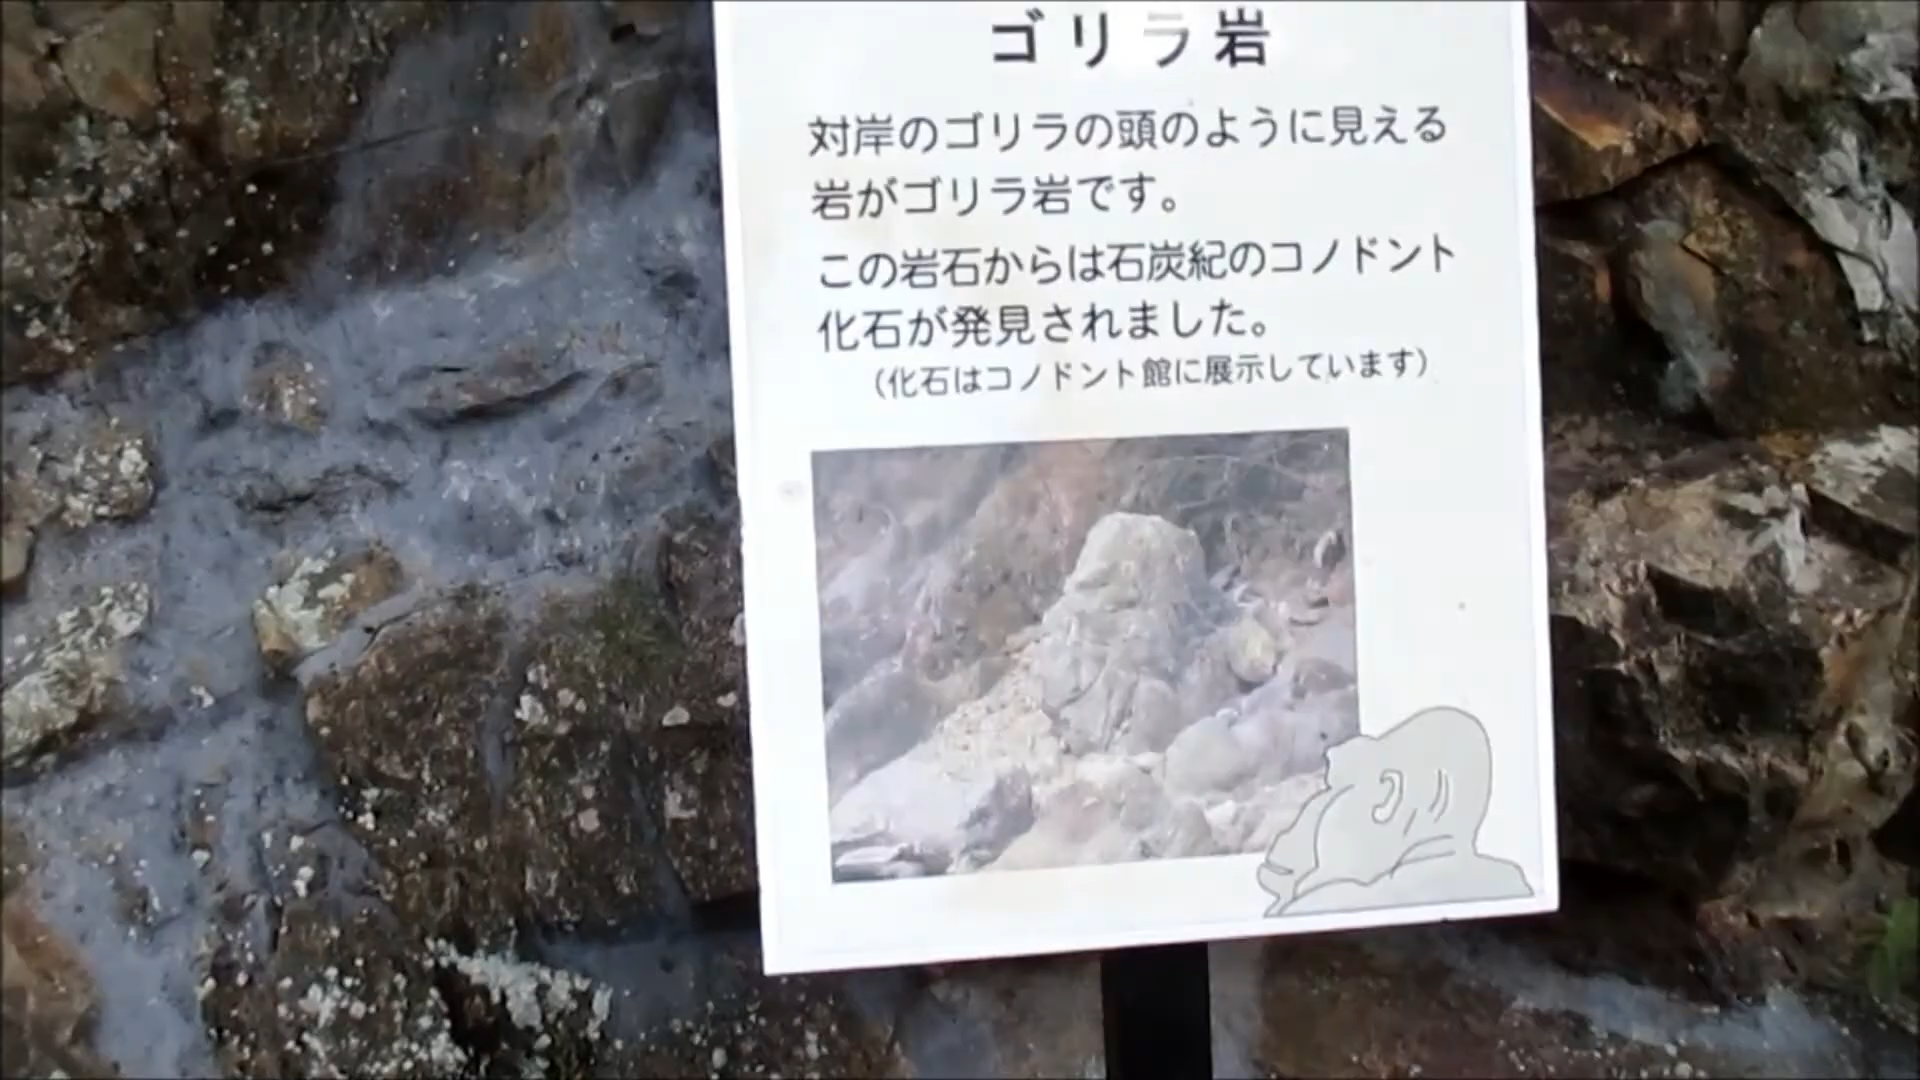 ゴリラ岩
対岸のゴリラの頭のように見える
岩がゴリラ岩です。
この岩石からは石炭紀のコノドント
化石が発見されました。
（化石はコノドント館に展示しています）